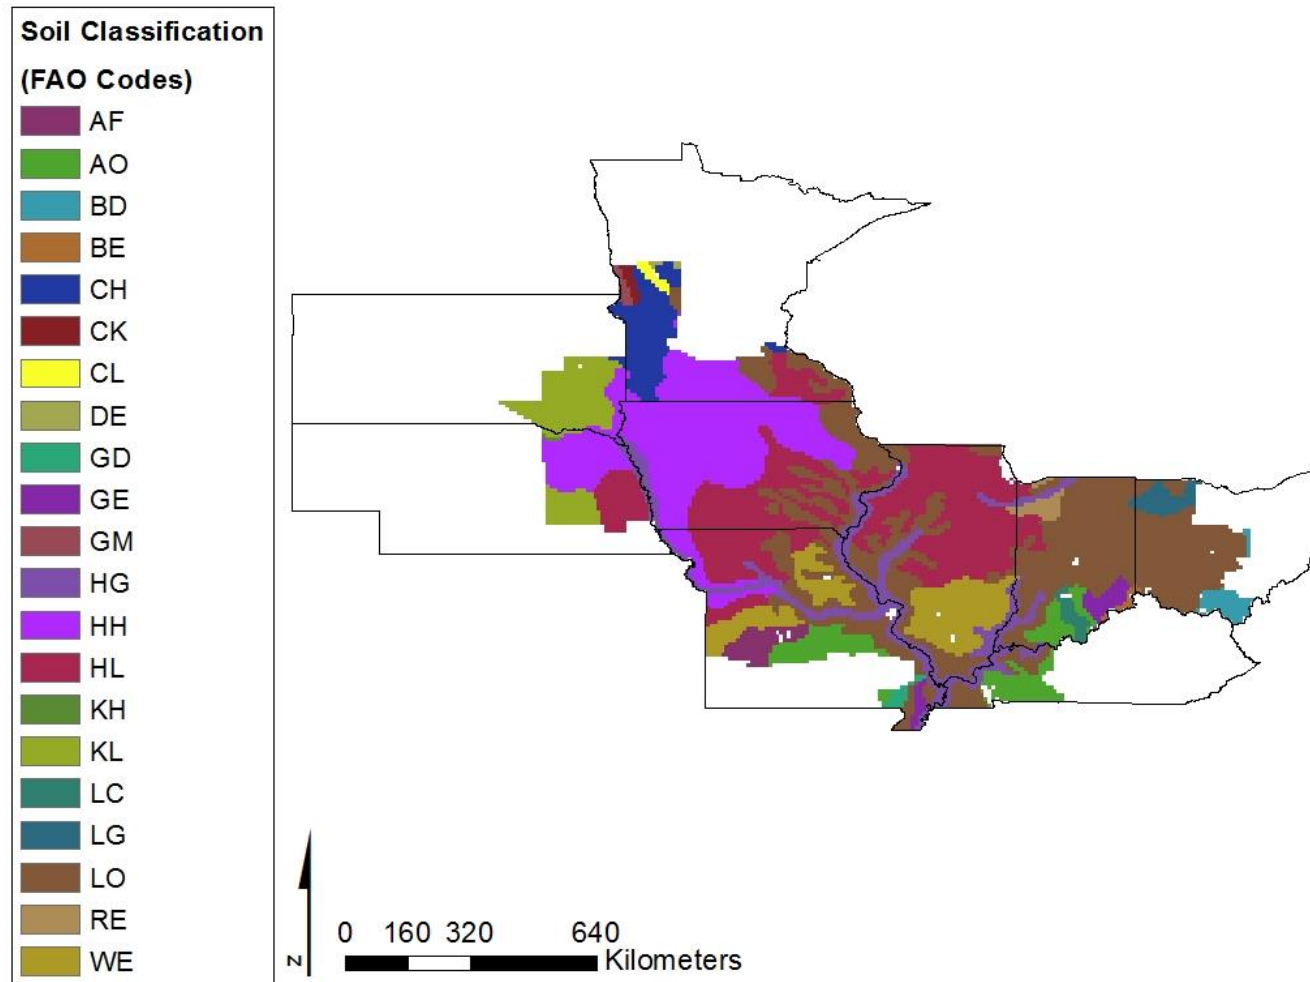 Soil Classification
(FAO Codes)
AF
AO
BD
BE
CH
CK
CL
DE
GD
GE
GM
HG
HH
HL
KH
KL
LC
LG
LO
RE
WE
N
0 160 320 640
Kilometers